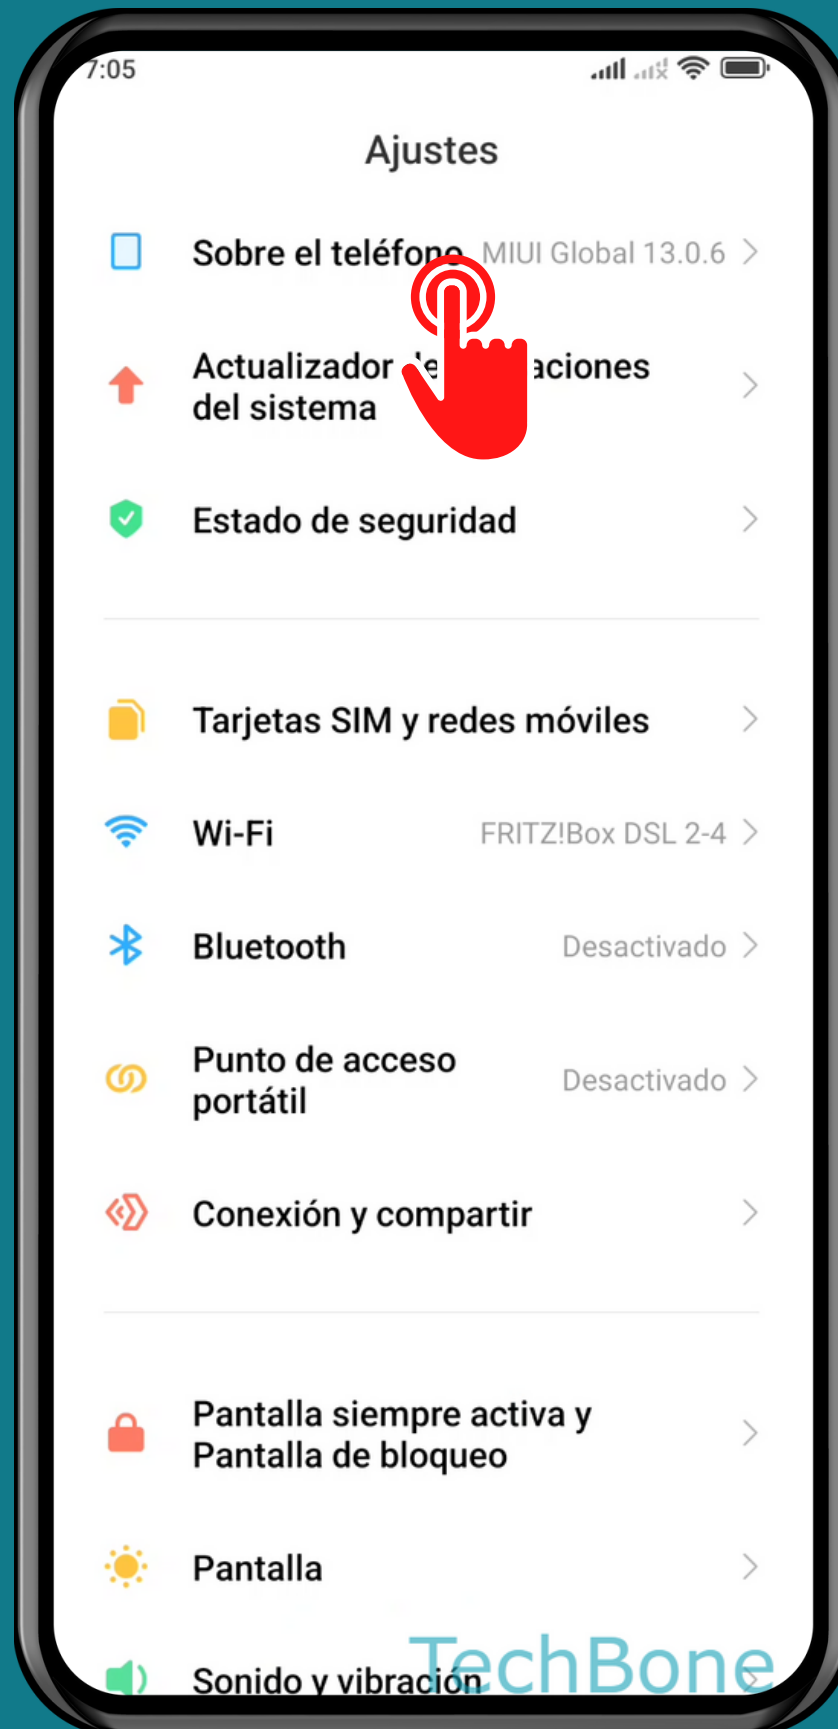 7:05
Ajustes
Sobre el teléfono MIUI Global 13.0.6
Actualizador
del sistema
Estado de seguridad
Tarjetas SIM y redes móviles
Wi-Fi FRITZ!Box DSL 2-4
Bluetooth Desactivado
Punto de acceso
portátil Desactivado
Conexión y compartir
Pantalla siempre activa y
Pantalla de bloqueo
Pantalla
Sonido y vibración
TechBone